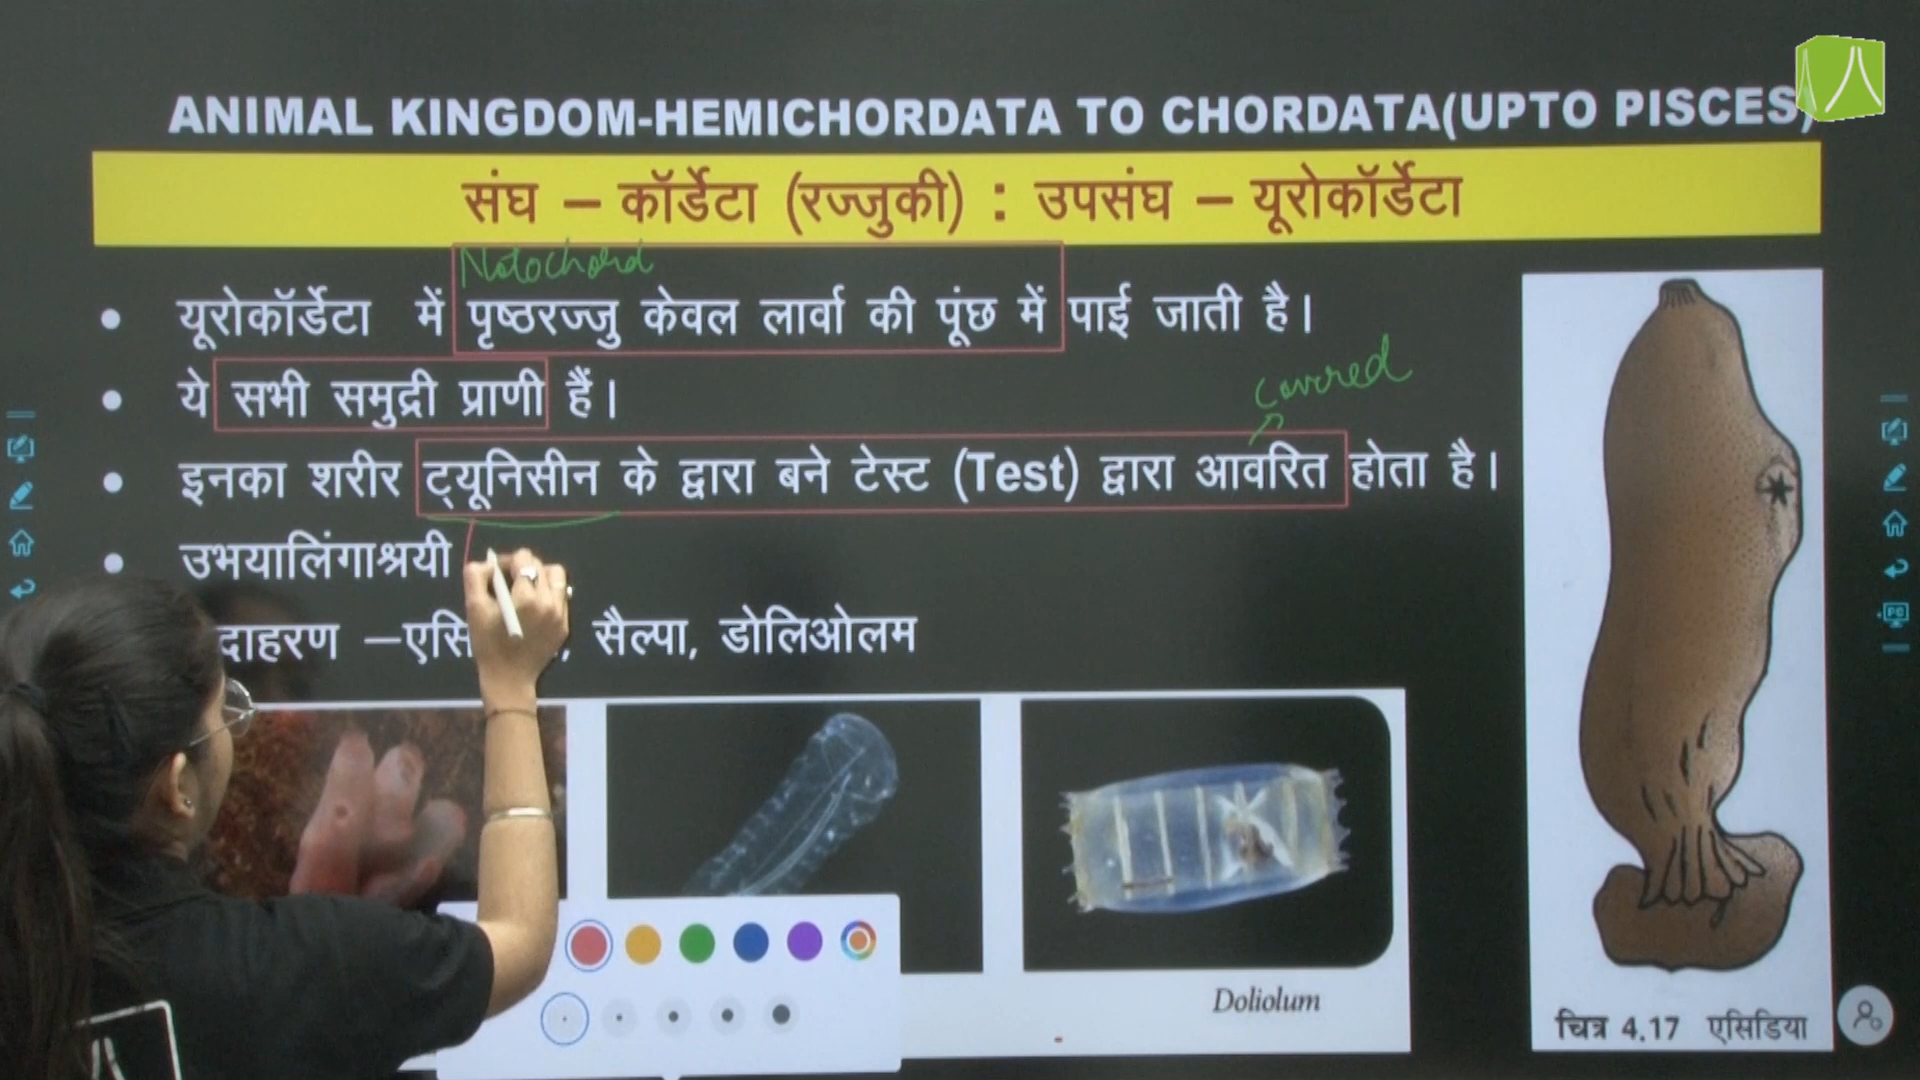 ANIMAL KINGDOM-HEMICHORDATA TO CHORDATA(UPTO PISCES)
संघ – कॉर्डेटा (रज्जुकी) : उपसंघ – यूरोकॉर्डेटा
Notochord
• यूरोकॉर्डेटा में पृष्ठरज्जु केवल लार्वा की पूंछ में पाई जाती है।
covered
• ये सभी समुद्री प्राणी हैं।
• इनका शरीर ट्यूनिसीन के द्वारा बने टेस्ट (Test) द्वारा आवरित होता है।
• उभयालिंगाश्रयी
दाहरण –एसि , सैल्पा, डोलिओलम
Doliolum
चित्र 4.17 एसिडिया
PC